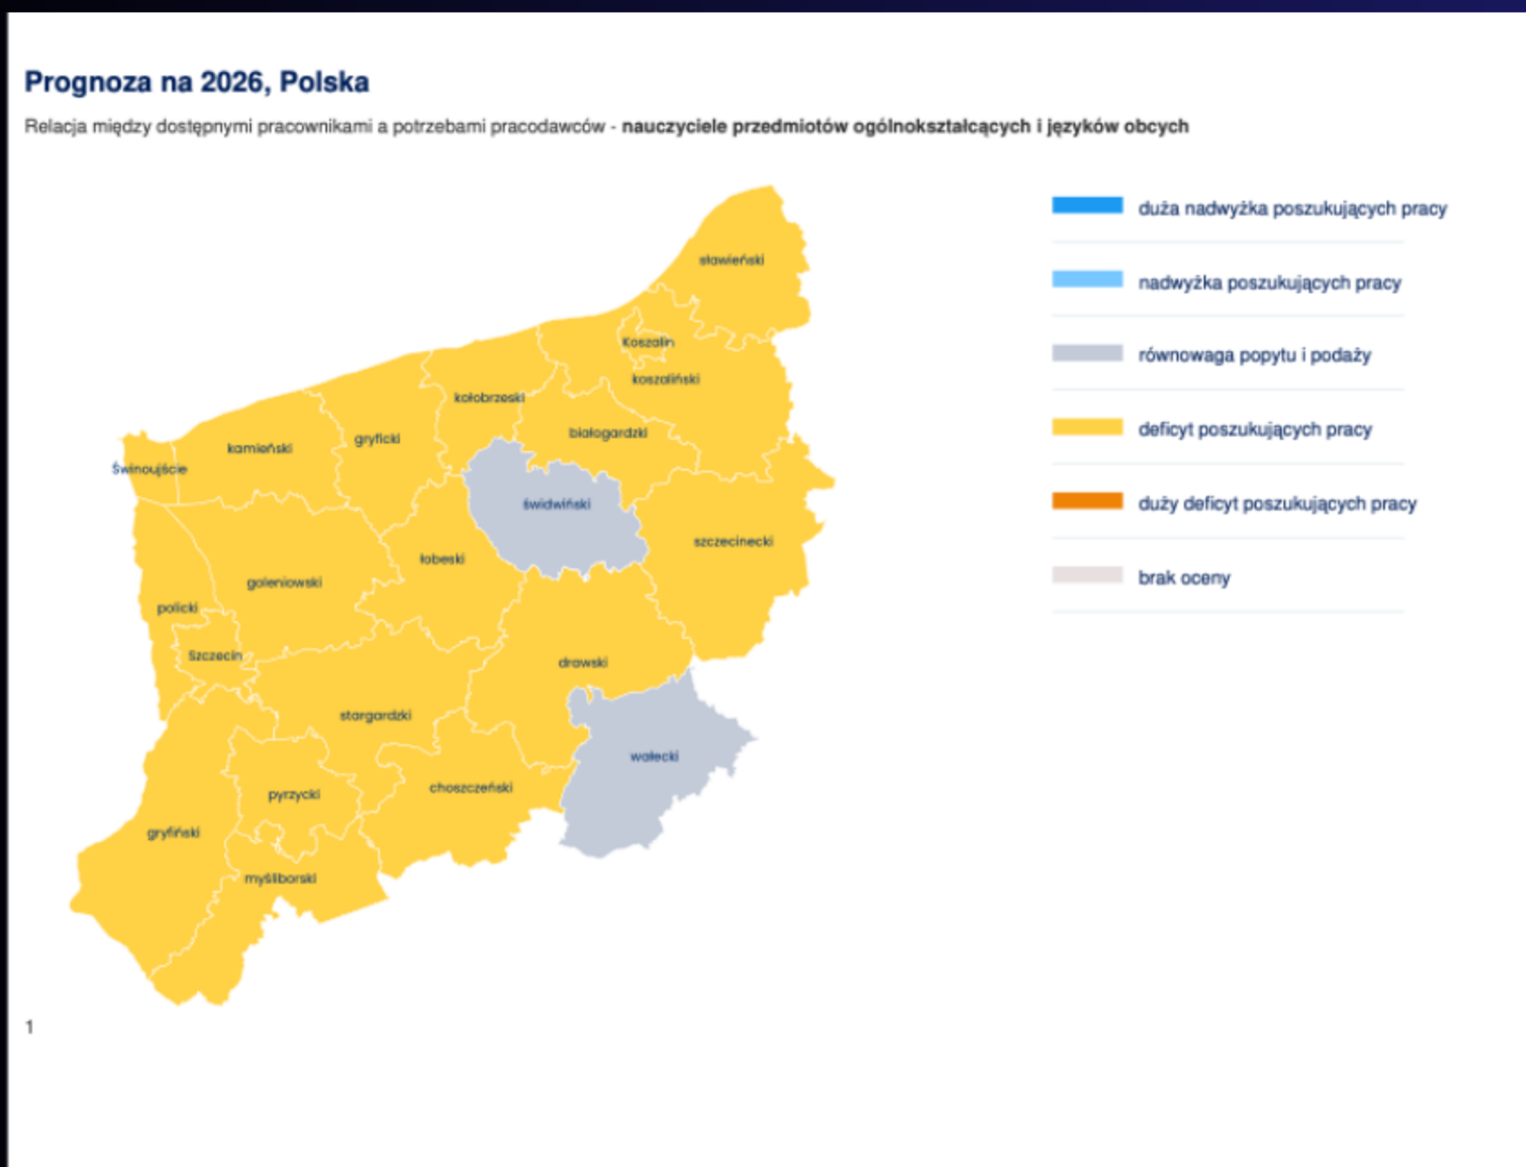 Prognoza na 2026, Polska
Relacja między dostępnymi pracownikami a potrzebami pracodawców - nauczyciele przedmiotów ogólnokształcących i języków obcych
duża nadwyżka poszukujących pracy
nadwyżka poszukujących pracy
równowaga popytu i podaży
deficyt poszukujących pracy
duży deficyt poszukujących pracy
brak oceny
sławieński
Koszalin
koszaliński
kołobrzeski
białogardzki
gryficki
kamieński
Świnoujście
świdwiński
szczecinecki
łobeski
goleniowski
policki
Szczecin
drawski
stargardzki
wałecki
choszczeński
pyrzycki
gryfiński
myśliborski
1